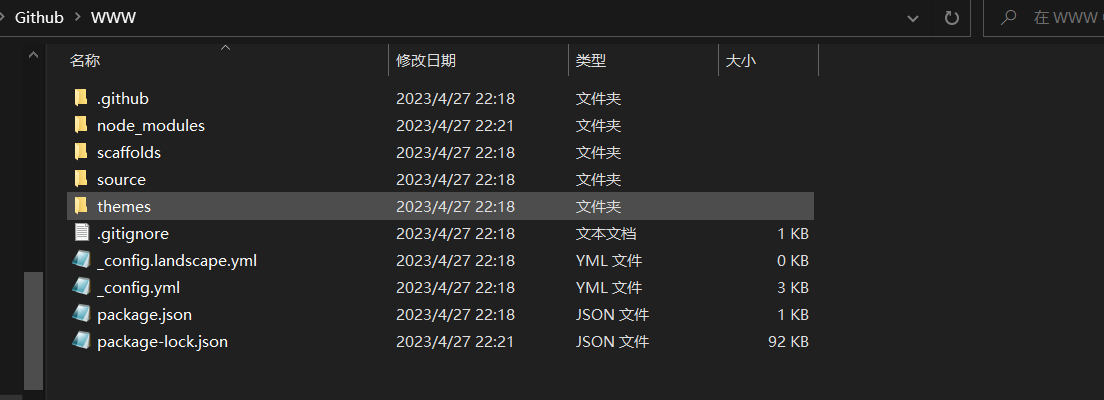 Github > WWW 在 WWW
名称 修改日期 类型 大小
.github 2023/4/27 22:18 文件夹
node_modules 2023/4/27 22:21 文件夹
scaffolds 2023/4/27 22:18 文件夹
source 2023/4/27 22:18 文件夹
themes 2023/4/27 22:18 文件夹
.gitignore 2023/4/27 22:18 文本文档 1 KB
_config.landscape.yml 2023/4/27 22:18 YML 文件 0 KB
_config.yml 2023/4/27 22:18 YML 文件 3 KB
package.json 2023/4/27 22:18 JSON 文件 1 KB
package-lock.json 2023/4/27 22:21 JSON 文件 92 KB